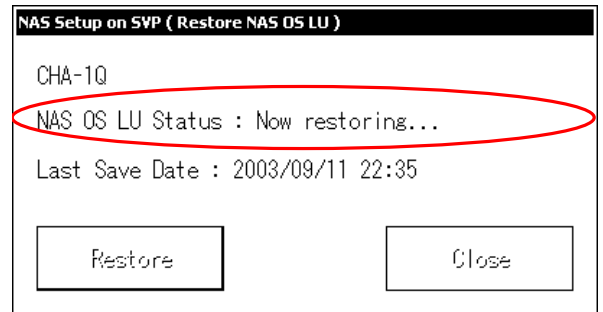 NAS Setup on SVP ( Restore NAS OS LU )
CHA-1Q
NAS OS LU Status : Now restoring...
Last Save Date : 2003/09/11 22:35
Restore
Close